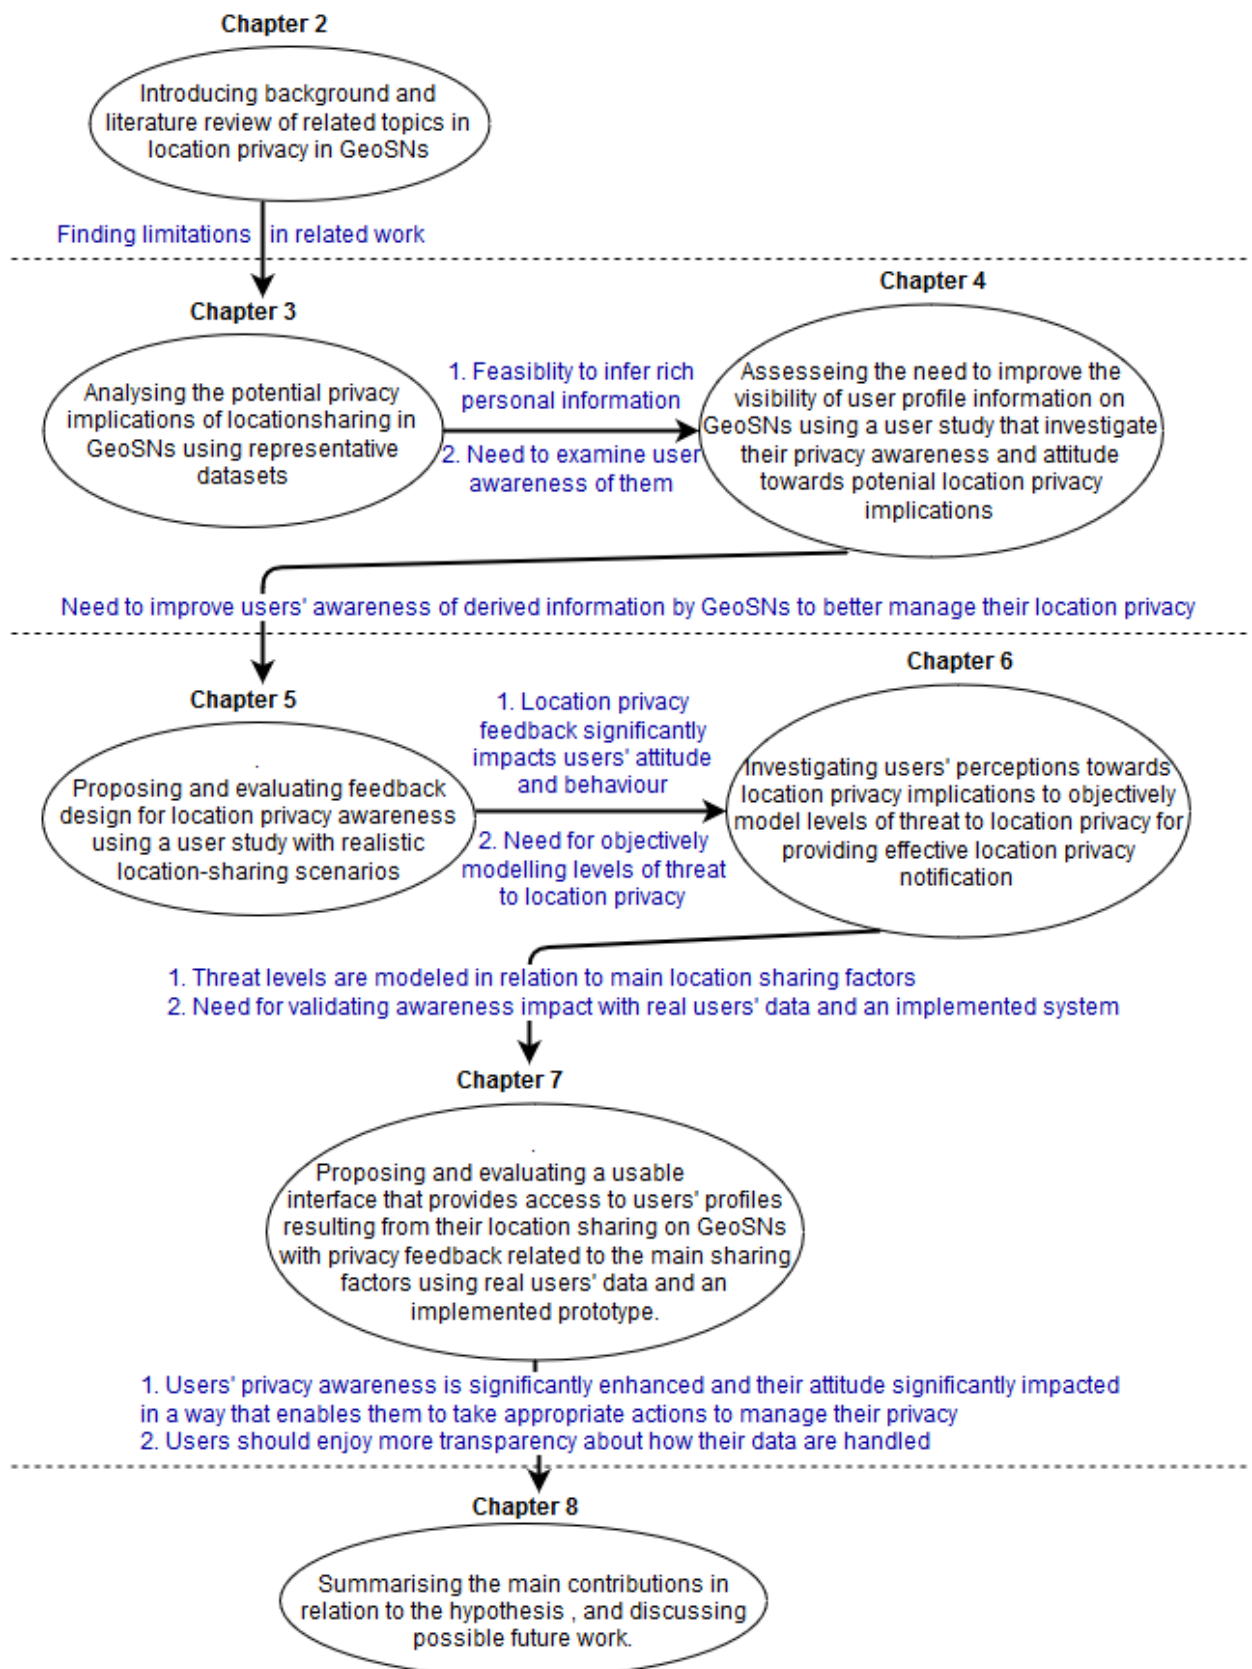 Chapter 2
Introducing background and
literature review of related topics in
location privacy in GeoSNs
Finding limitations in related work
Chapter 3
Analysing the potential privacy
implications of locationsharing in
GeoSNs using representative
datasets
1. Feasiblity to infer rich
personal information
2. Need to examine user
awareness of them
Chapter 4
Assesseing the need to improve the
visibility of user profile information on
GeoSNs using a user study that investigate
their privacy awareness and attitude
towards potenial location privacy
implications
Need to improve users' awareness of derived information by GeoSNs to better manage their location privacy
Chapter 5
.
Proposing and evaluating feedback
design for location privacy awareness
using a user study with realistic
location-sharing scenarios
1. Location privacy
feedback significantly
impacts users' attitude
and behaviour
2. Need for objectively
modelling levels of threat
to location privacy
Chapter 6
Investigating users' perceptions towards
location privacy implications to objectively
model levels of threat to location privacy for
providing effective location privacy
notification
1. Threat levels are modeled in relation to main location sharing factors
2. Need for validating awareness impact with real users' data and an implemented system
Chapter 7
.
Proposing and evaluating a usable
interface that provides access to users' profiles
resulting from their location sharing on GeoSNs
with privacy feedback related to the main sharing
factors using real users' data and an
implemented prototype.
1. Users' privacy awareness is significantly enhanced and their attitude significantly impacted
in a way that enables them to take appropriate actions to manage their privacy
2. Users should enjoy more transparency about how their data are handled
Chapter 8
Summarising the main contributions in
relation to the hypothesis , and discussing
possible future work.